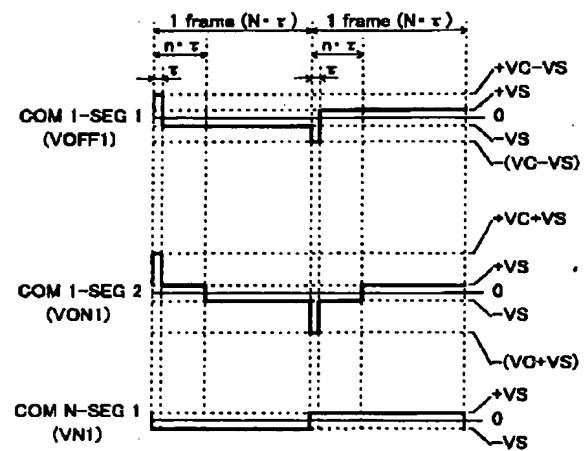 1 frame (N・τ) 1 frame (N・τ)
n・τ n・τ
τ τ
+VC-VS
+VS
COM 1-SEG 1 0
(VOFF1) -VS
-(VC-VS)
+VC+VS
+VS
COM 1-SEG 2 0
(VON1) -VS
-(VC+VS)
COM N-SEG 1 +VS
(VN1) 0
-VS